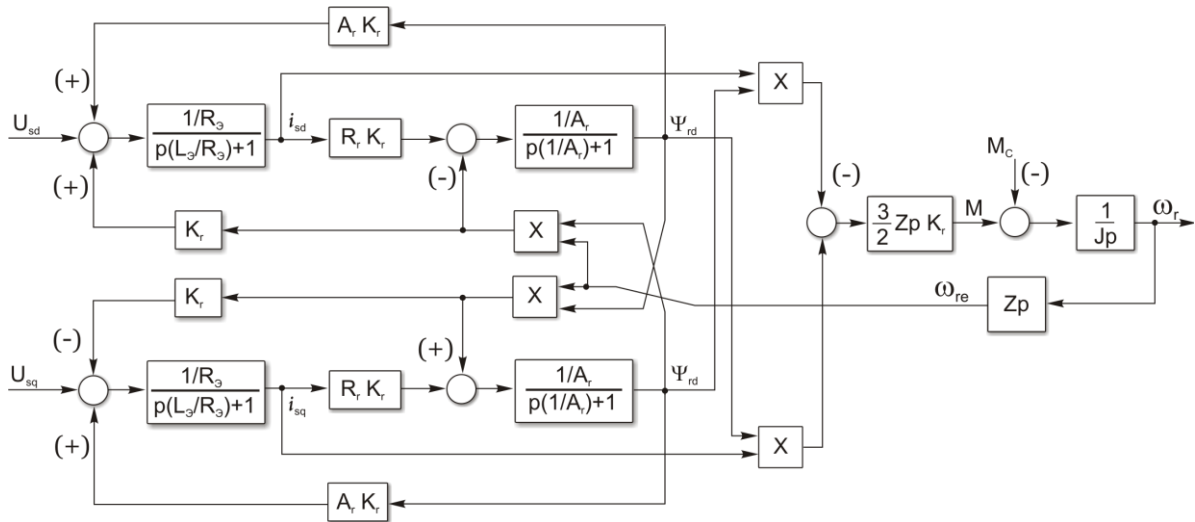 A_r K_r
(+)
U_sd
1/R_Э
p(L_Э/R_Э)+1
i_sd
R_r K_r
1/A_r
p(1/A_r)+1
Ψ_rd
X
(+)
(-)
K_r
X
(-)
M_C
(-)
3/2 Zp K_r
M
1
Jp
ω_r
K_r
X
ω_re
Zp
(-)
(+)
U_sq
1/R_Э
p(L_Э/R_Э)+1
i_sq
R_r K_r
1/A_r
p(1/A_r)+1
Ψ_rd
(+)
X
A_r K_r